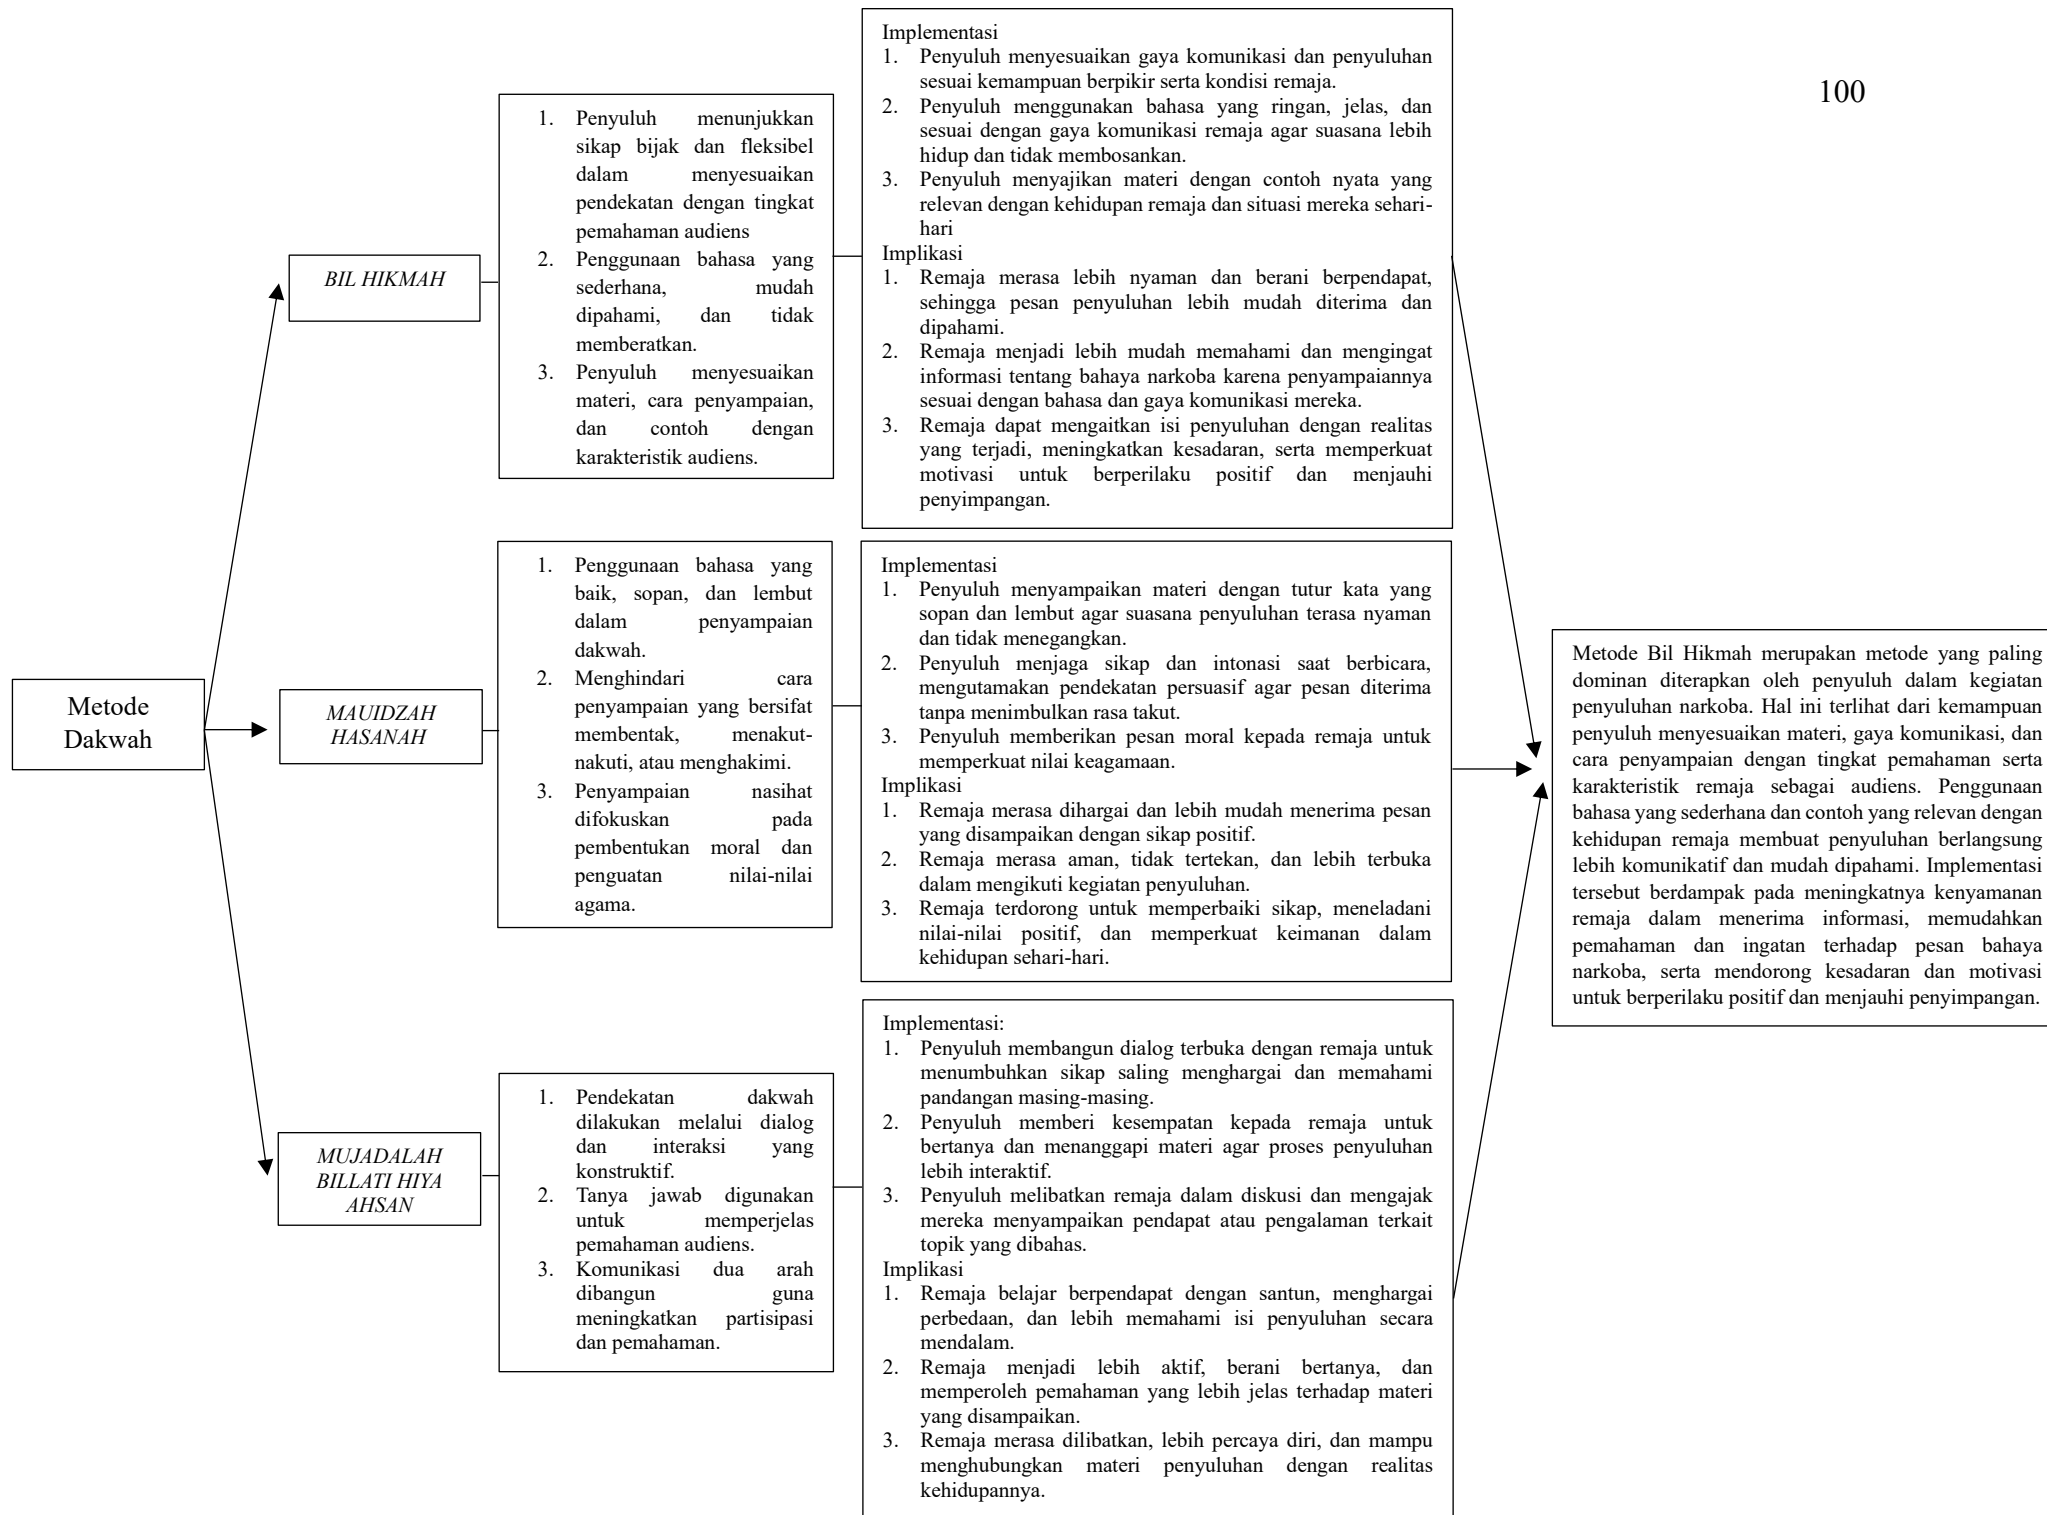 100
Metode
Dakwah
BIL HIKMAH
1. Penyuluh menunjukkan
sikap bijak dan fleksibel
dalam menyesuaikan
pendekatan dengan tingkat
pemahaman audiens
2. Penggunaan bahasa yang
sederhana, mudah
dipahami, dan tidak
memberatkan.
3. Penyuluh menyesuaikan
materi, cara penyampaian,
dan contoh dengan
karakteristik audiens.
Implementasi
1. Penyuluh menyesuaikan gaya komunikasi dan penyuluhan
sesuai kemampuan berpikir serta kondisi remaja.
2. Penyuluh menggunakan bahasa yang ringan, jelas, dan
sesuai dengan gaya komunikasi remaja agar suasana lebih
hidup dan tidak membosankan.
3. Penyuluh menyajikan materi dengan contoh nyata yang
relevan dengan kehidupan remaja dan situasi mereka sehari-
hari
Implikasi
1. Remaja merasa lebih nyaman dan berani berpendapat,
sehingga pesan penyuluhan lebih mudah diterima dan
dipahami.
2. Remaja menjadi lebih mudah memahami dan mengingat
informasi tentang bahaya narkoba karena penyampaiannya
sesuai dengan bahasa dan gaya komunikasi mereka.
3. Remaja dapat mengaitkan isi penyuluhan dengan realitas
yang terjadi, meningkatkan kesadaran, serta memperkuat
motivasi untuk berperilaku positif dan menjauhi
penyimpangan.
MAUIDZAH
HASANAH
1. Penggunaan bahasa yang
baik, sopan, dan lembut
dalam penyampaian
dakwah.
2. Menghindari cara
penyampaian yang bersifat
membentak, menakut-
nakuti, atau menghakimi.
3. Penyampaian nasihat
difokuskan pada
pembentukan moral dan
penguatan nilai-nilai
agama.
Implementasi
1. Penyuluh menyampaikan materi dengan tutur kata yang
sopan dan lembut agar suasana penyuluhan terasa nyaman
dan tidak menegangkan.
2. Penyuluh menjaga sikap dan intonasi saat berbicara,
mengutamakan pendekatan persuasif agar pesan diterima
tanpa menimbulkan rasa takut.
3. Penyuluh memberikan pesan moral kepada remaja untuk
memperkuat nilai keagamaan.
Implikasi
1. Remaja merasa dihargai dan lebih mudah menerima pesan
yang disampaikan dengan sikap positif.
2. Remaja merasa aman, tidak tertekan, dan lebih terbuka
dalam mengikuti kegiatan penyuluhan.
3. Remaja terdorong untuk memperbaiki sikap, meneladani
nilai-nilai positif, dan memperkuat keimanan dalam
kehidupan sehari-hari.
MUJADALAH
BILLATI HIYA
AHSAN
1. Pendekatan dakwah
dilakukan melalui dialog
dan interaksi yang
konstruktif.
2. Tanya jawab digunakan
untuk memperjelas
pemahaman audiens.
3. Komunikasi dua arah
dibangun guna
meningkatkan partisipasi
dan pemahaman.
Implementasi:
1. Penyuluh membangun dialog terbuka dengan remaja untuk
menumbuhkan sikap saling menghargai dan memahami
pandangan masing-masing.
2. Penyuluh memberi kesempatan kepada remaja untuk
bertanya dan menanggapi materi agar proses penyuluhan
lebih interaktif.
3. Penyuluh melibatkan remaja dalam diskusi dan mengajak
mereka menyampaikan pendapat atau pengalaman terkait
topik yang dibahas.
Implikasi
1. Remaja belajar berpendapat dengan santun, menghargai
perbedaan, dan lebih memahami isi penyuluhan secara
mendalam.
2. Remaja menjadi lebih aktif, berani bertanya, dan
memperoleh pemahaman yang lebih jelas terhadap materi
yang disampaikan.
3. Remaja merasa dilibatkan, lebih percaya diri, dan mampu
menghubungkan materi penyuluhan dengan realitas
kehidupannya.
Metode Bil Hikmah merupakan metode yang paling
dominan diterapkan oleh penyuluh dalam kegiatan
penyuluhan narkoba. Hal ini terlihat dari kemampuan
penyuluh menyesuaikan materi, gaya komunikasi, dan
cara penyampaian dengan tingkat pemahaman serta
karakteristik remaja sebagai audiens. Penggunaan
bahasa yang sederhana dan contoh yang relevan dengan
kehidupan remaja membuat penyuluhan berlangsung
lebih komunikatif dan mudah dipahami. Implementasi
tersebut berdampak pada meningkatnya kenyamanan
remaja dalam menerima informasi, memudahkan
pemahaman dan ingatan terhadap pesan bahaya
narkoba, serta mendorong kesadaran dan motivasi
untuk berperilaku positif dan menjauhi penyimpangan.